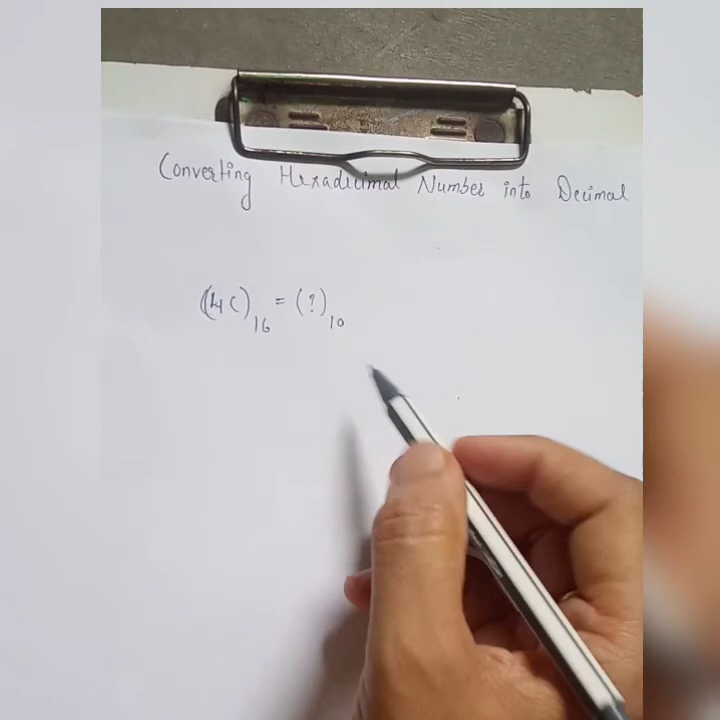 Converting Hexadecimal Number into Decimal
(4C)₁₆ = (?)₁₀